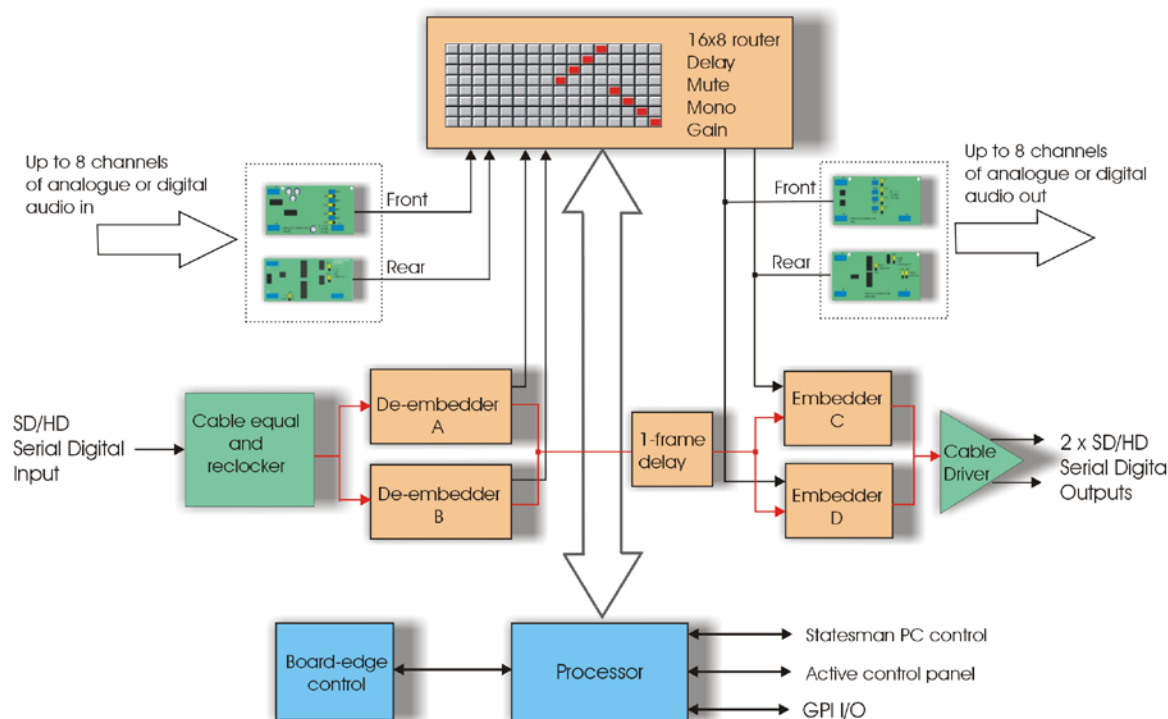 16x8 router
Delay
Mute
Mono
Gain
Up to 8 channels
of analogue or digital
audio in
Front
Rear
Front
Rear
Up to 8 channels
of analogue or digital
audio out
SD/HD
Serial Digital
Input
Cable equal
and
reclocker
De-embedder
A
De-embedder
B
1-frame
delay
Embedder
C
Embedder
D
Cable
Driver
2 x SD/HD
Serial Digital
Outputs
Board-edge
control
Processor
Statesman PC control
Active control panel
GPI I/O